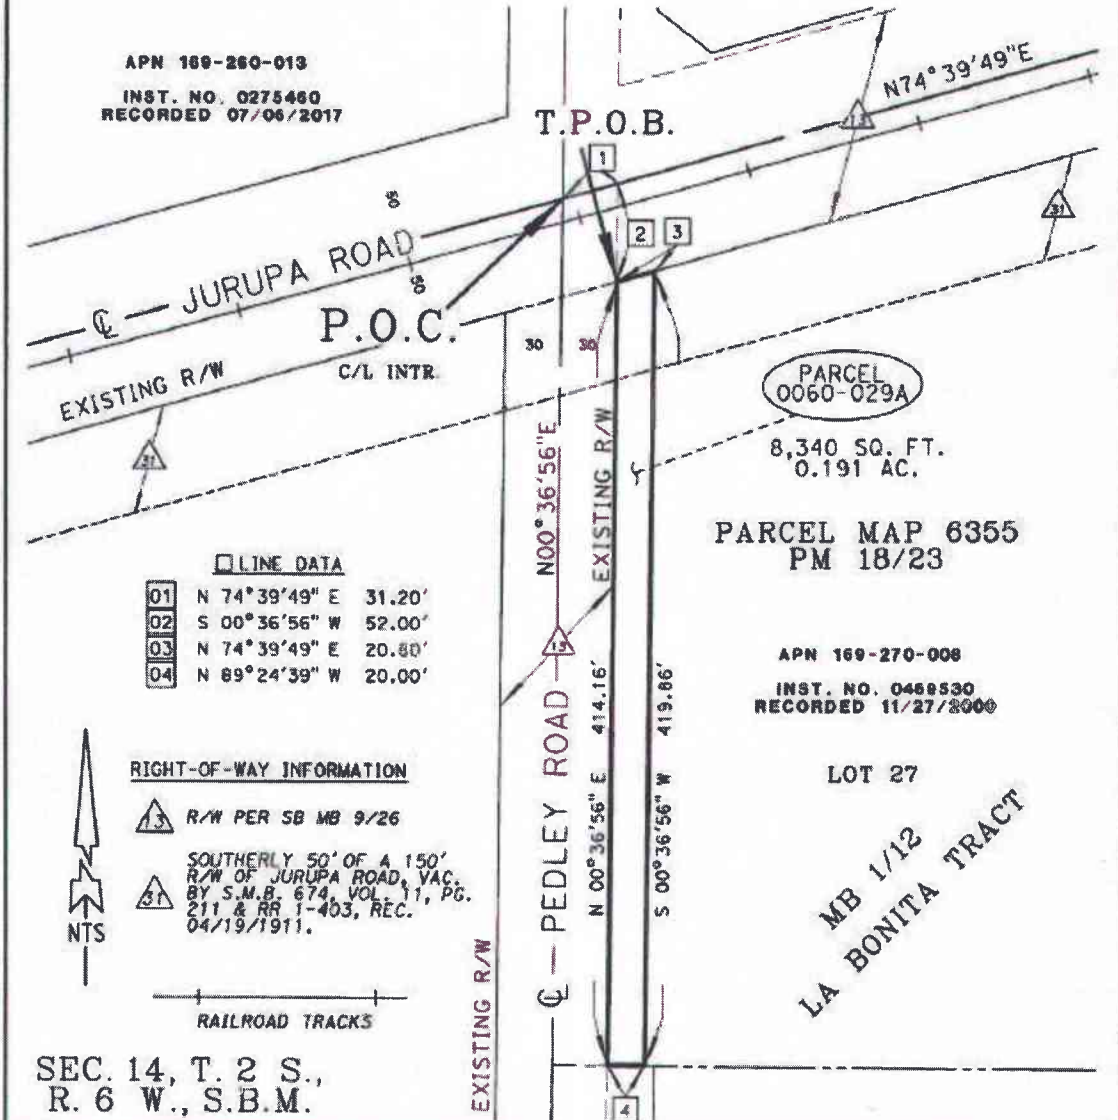 APN 169-260-013
INST. NO. 0275460
RECORDED 07/06/2017
T.P.O.B.
N74°39'49"E
13
1
2
3
31
50
50
℄ JURUPA ROAD
P.O.C.
C/L INTR.
30
30
EXISTING R/W
31
PARCEL
0060-029A
8,340 SQ. FT.
0.191 AC.
N00°36'56"E
EXISTING R/W
PARCEL MAP 6355
PM 18/23
LINE DATA
01 N 74°39'49" E 31.20'
02 S 00°36'56" W 52.00'
03 N 74°39'49" E 20.80'
04 N 89°24'39" W 20.00'
13
APN 169-270-008
INST. NO. 0468530
RECORDED 11/27/2000
N 00°36'56" E 414.16'
S 00°36'56" W 419.86'
℄ PEDLEY ROAD
LOT 27
MB 1/12
LA BONITA TRACT
RIGHT-OF-WAY INFORMATION
13 R/W PER SB MB 9/26
31 SOUTHERLY 50' OF A 150'
R/W OF JURUPA ROAD, VAC.
BY S.M.B. 674, VOL. 11, PG.
211 & RR 1-403, REC.
04/19/1911.
NTS
RAILROAD TRACKS
EXISTING R/W
SEC. 14, T. 2 S.,
R. 6 W., S.B.M.
4